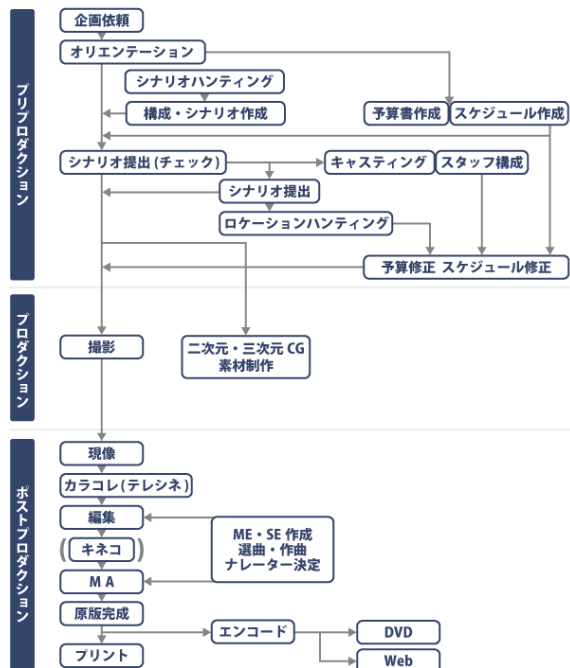 プリプロダクション
企画依頼
オリエンテーション
シナリオハンティング
構成・シナリオ作成
予算書作成
スケジュール作成
シナリオ提出(チェック)
キャスティング
スタッフ構成
シナリオ提出
ロケーションハンティング
予算修正 スケジュール修正
プロダクション
撮影
二次元・三次元 CG
素材制作
ポストプロダクション
現像
カラコレ(テレシネ)
編集
ME・SE 作成
選曲・作曲
ナレーター決定
(キネコ)
M A
原版完成
エンコード
DVD
プリント
Web